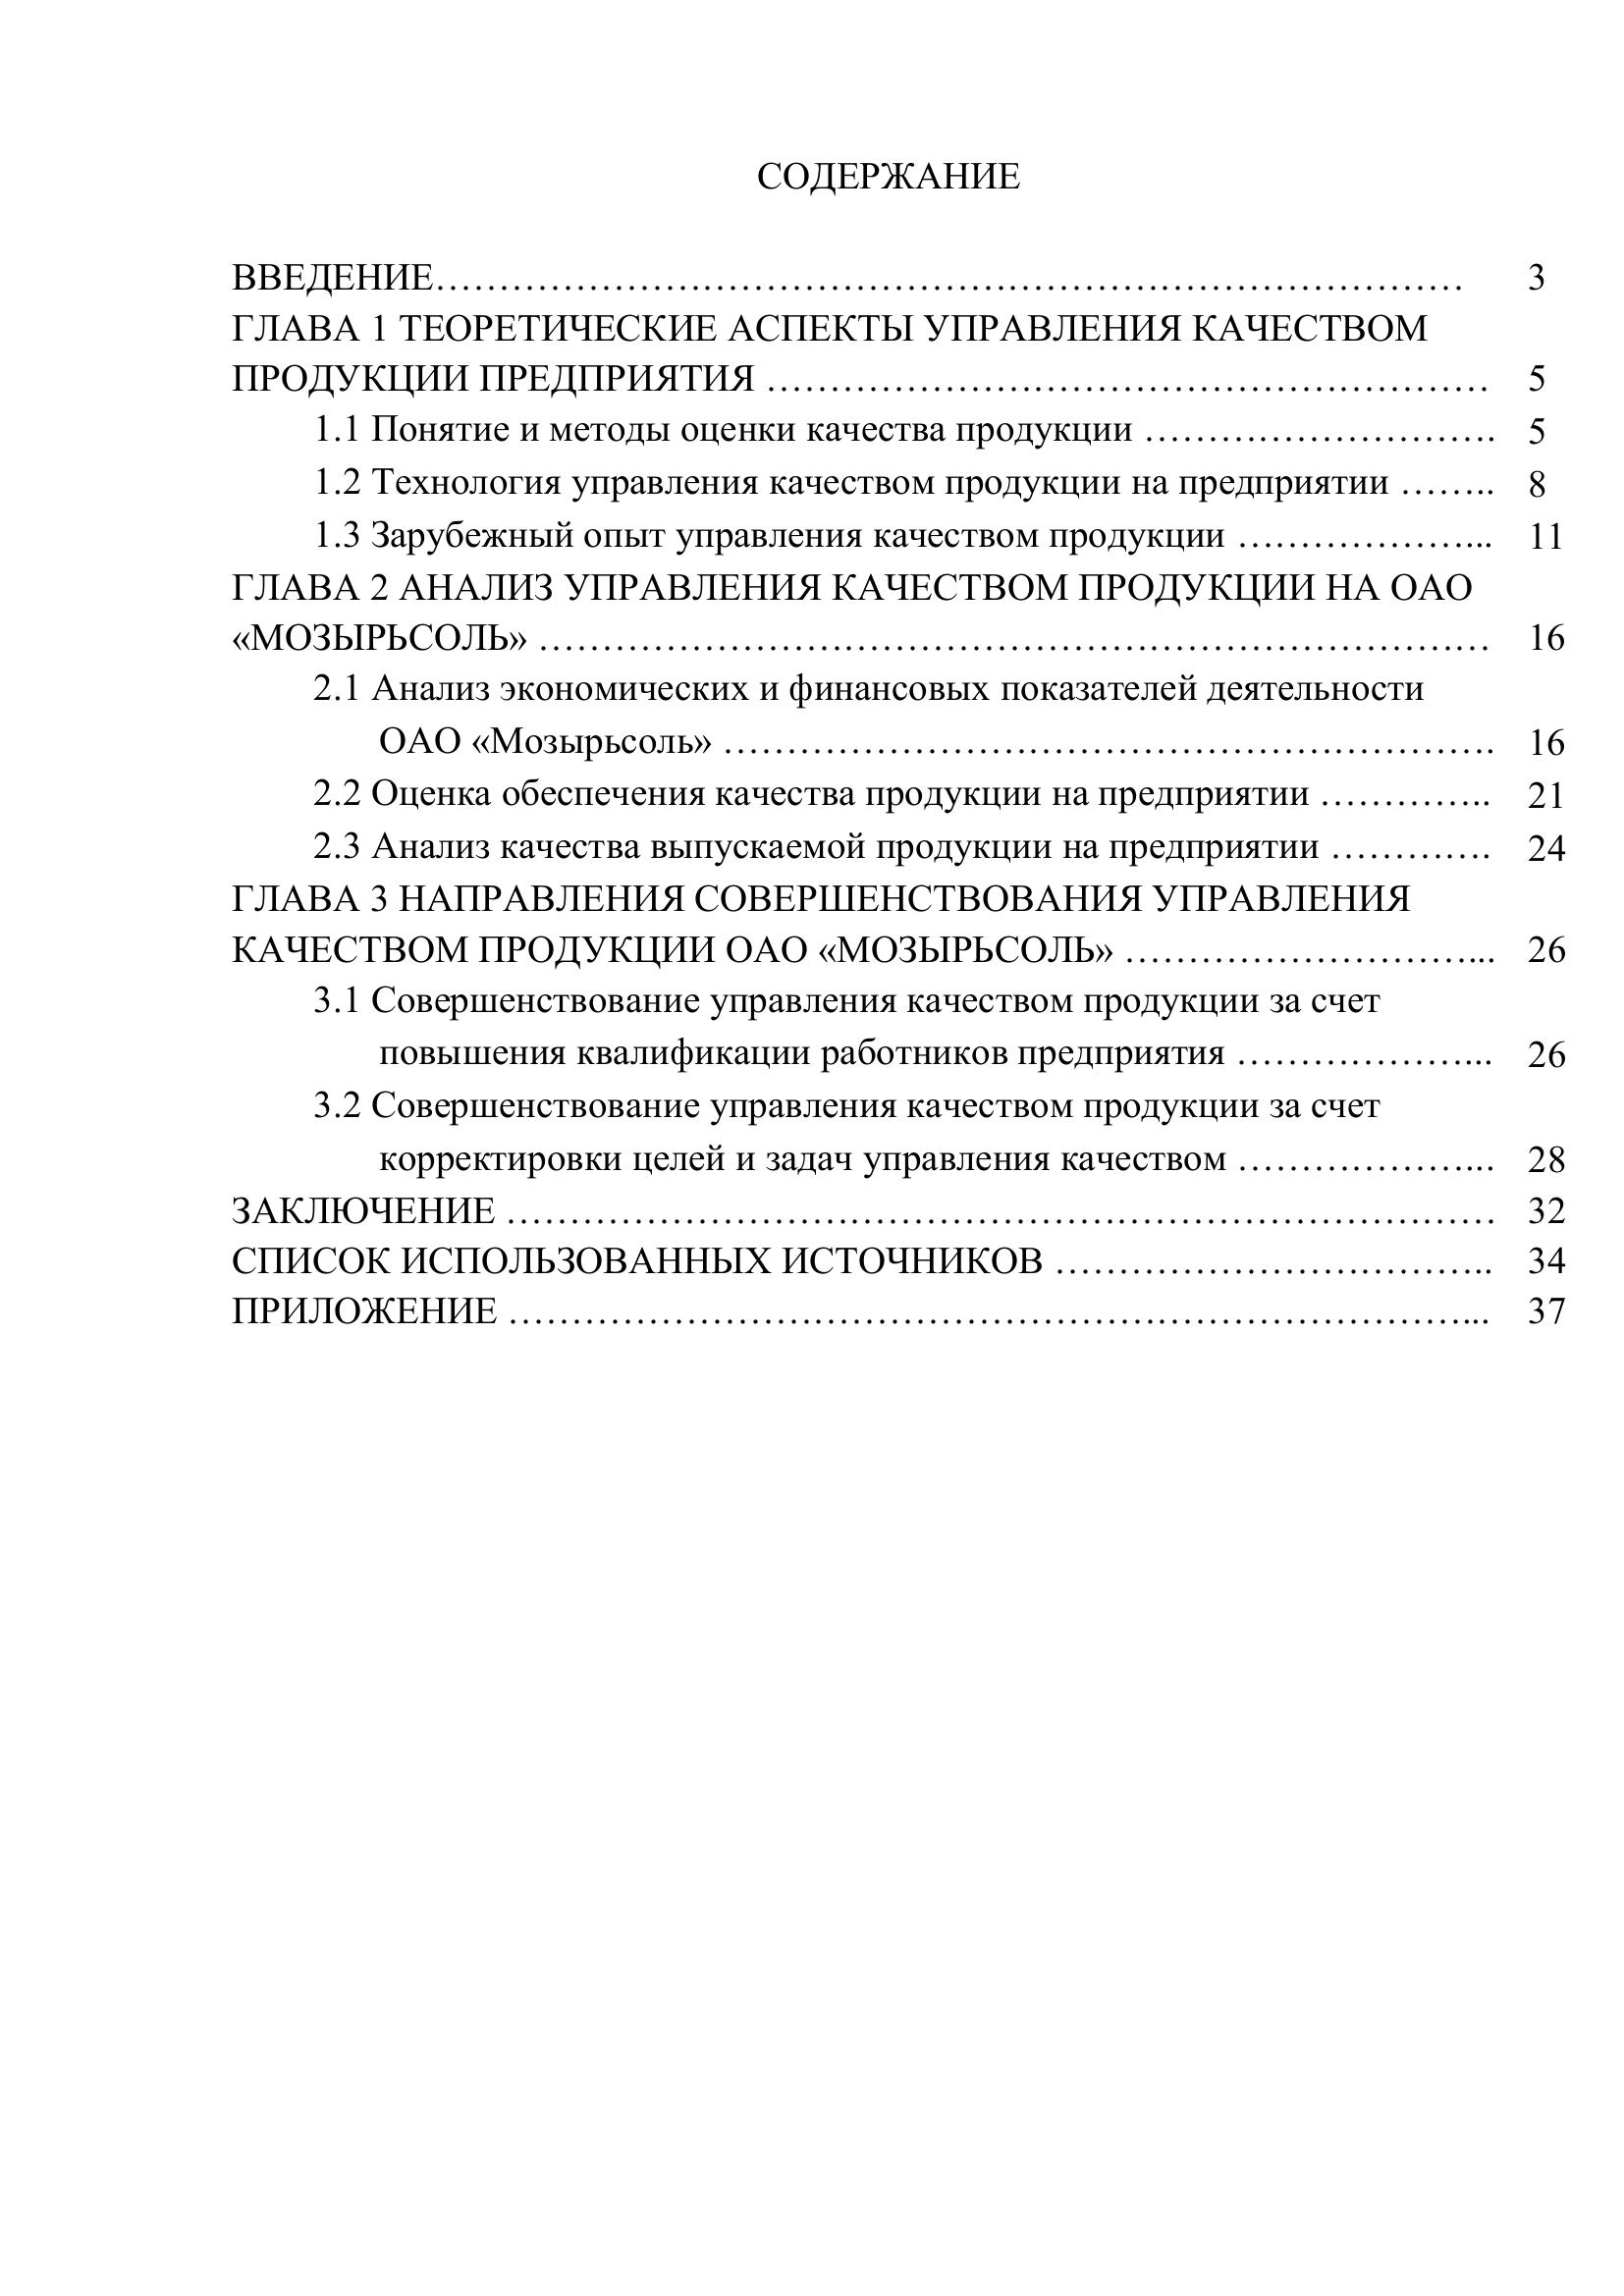 СОДЕРЖАНИЕ
ВВЕДЕНИЕ……………………………………………………………………… 3
ГЛАВА 1 ТЕОРЕТИЧЕСКИЕ АСПЕКТЫ УПРАВЛЕНИЯ КАЧЕСТВОМ
ПРОДУКЦИИ ПРЕДПРИЯТИЯ ………………………………………………… 5
1.1 Понятие и методы оценки качества продукции ………………………. 5
1.2 Технология управления качеством продукции на предприятии …….. 8
1.3 Зарубежный опыт управления качеством продукции ………………... 11
ГЛАВА 2 АНАЛИЗ УПРАВЛЕНИЯ КАЧЕСТВОМ ПРОДУКЦИИ НА ОАО
«МОЗЫРЬСОЛЬ» ………………………………………………………………… 16
2.1 Анализ экономических и финансовых показателей деятельности
ОАО «Мозырьсоль» ……………………………………………………. 16
2.2 Оценка обеспечения качества продукции на предприятии ………….. 21
2.3 Анализ качества выпускаемой продукции на предприятии …………. 24
ГЛАВА 3 НАПРАВЛЕНИЯ СОВЕРШЕНСТВОВАНИЯ УПРАВЛЕНИЯ
КАЧЕСТВОМ ПРОДУКЦИИ ОАО «МОЗЫРЬСОЛЬ» ………………………... 26
3.1 Совершенствование управления качеством продукции за счет
повышения квалификации работников предприятия ………………... 26
3.2 Совершенствование управления качеством продукции за счет
корректировки целей и задач управления качеством ………………... 28
ЗАКЛЮЧЕНИЕ …………………………………………………………………… 32
СПИСОК ИСПОЛЬЗОВАННЫХ ИСТОЧНИКОВ …………………………….. 34
ПРИЛОЖЕНИЕ …………………………………………………………………... 37